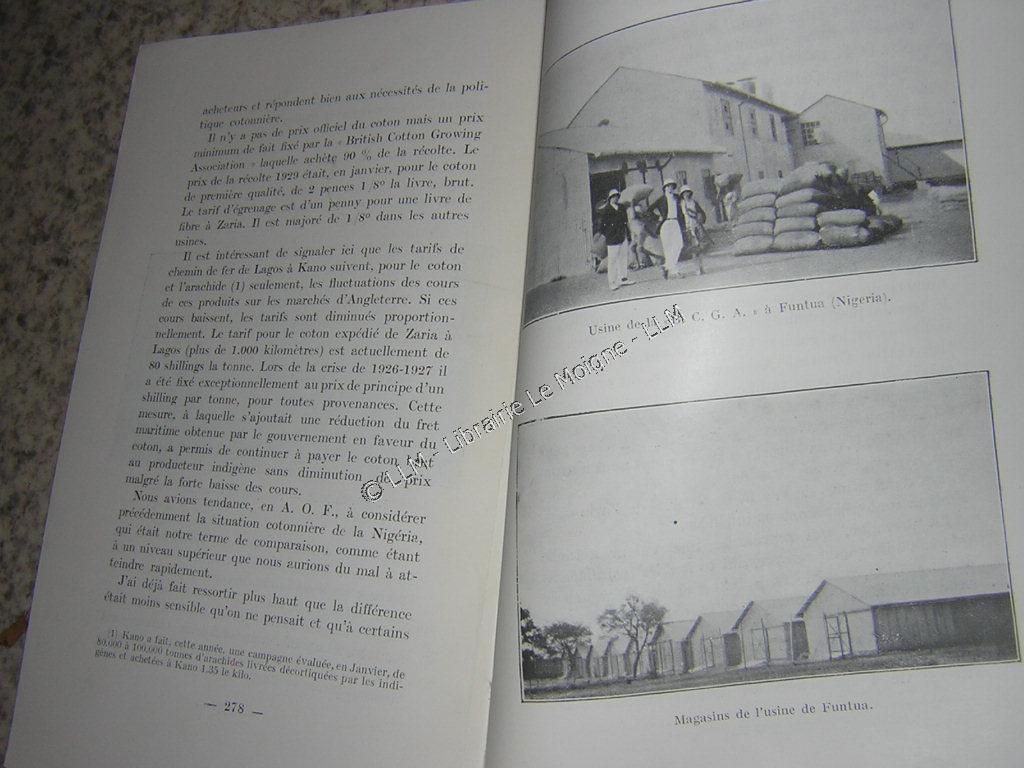 acheteurs et répondent bien aux nécessités de la poli-
tique cotonnière.
Il n'y a pas de prix officiel du coton mais un prix
minimum de fait fixé par la « British Cotton Growing
Association » laquelle achète 90 % de la récolte. Le
prix de la récolte 1929 était, en janvier, pour le coton
de première qualité, de 2 pences 1/8º la livre, brut.
Le tarif d'égrenage est d'un penny pour une livre de
fibre à Zaria. Il est majoré de 1/8º dans les autres
usines.
Il est intéressant de signaler ici que les tarifs de
chemin de fer de Lagos à Kano suivent, pour le coton
et l'arachide (1) seulement, les fluctuations des cours
de ces produits sur les marchés d'Angleterre. Si ces
cours baissent, les tarifs sont diminués proportion-
nellement. Le tarif pour le coton expédié de Zaria à
Lagos (plus de 1.000 kilomètres) est actuellement de
80 shillings la tonne. Lors de la crise de 1926-1927 il
a été fixé exceptionnellement au prix de principe d'un
shilling par tonne, pour toutes provenances. Cette
mesure, à laquelle s'ajoutait une réduction du fret
maritime obtenue par le gouvernement en faveur du
coton, a permis de continuer à payer le coton
au producteur indigène sans diminution de prix
malgré la forte baisse des cours.
Nous avions tendance, en A. O. F., à considérer
précédemment la situation cotonnière de la Nigéria,
qui était notre terme de comparaison, comme étant
à un niveau supérieur que nous aurions du mal à at-
teindre rapidement.
J'ai déjà fait ressortir plus haut que la différence
était moins sensible qu'on ne pensait et qu'à certains
(1) Kano a fait, cette année, une campagne évaluée, en Janvier, de
80.000 à 100.000 tonnes d'arachides livrées décortiquées par les indi-
gènes et achetées à Kano 1.35 le kilo.
— 278 —
Usine de la C. G. A. » à Funtua (Nigeria).
Magasins de l'usine de Funtua.
© LLM - Librairie Le Moigne - LLM